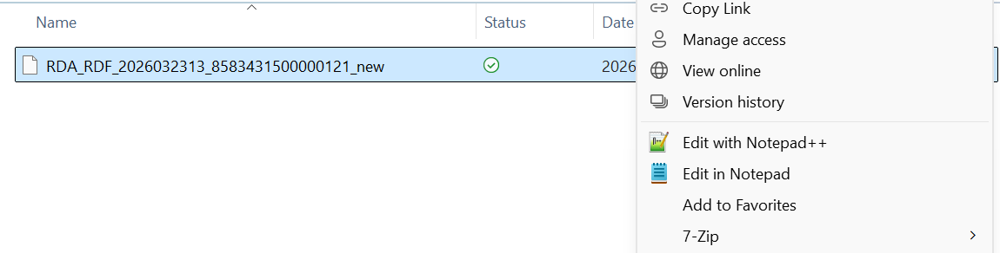 Name Status Date
RDA_RDF_2026032313_8583431500000121_new 2026
Copy Link
Manage access
View online
Version history
Edit with Notepad++
Edit in Notepad
Add to Favorites
7-Zip